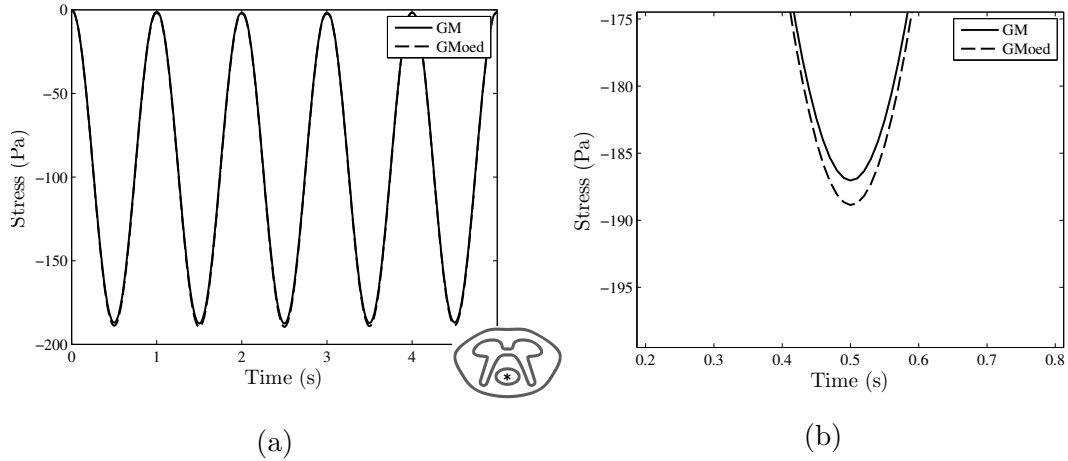 0
−50
−100
−150
−200
0 1 2 3 4
Stress (Pa)
Time (s)
GM
GMoed
*
(a)
−175
−180
−185
−190
−195
0.2 0.3 0.4 0.5 0.6 0.7 0.8
Stress (Pa)
Time (s)
GM
GMoed
(b)